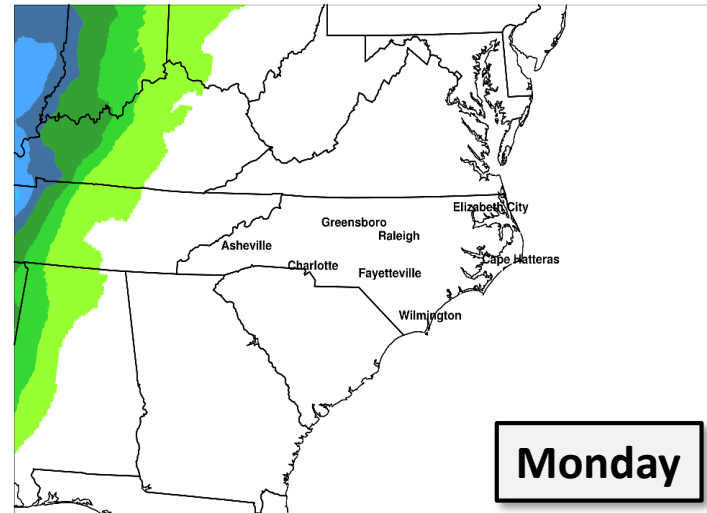 Elizabeth City
Greensboro
Raleigh
Asheville
Cape Hatteras
Charlotte
Fayetteville
Wilmington
Monday